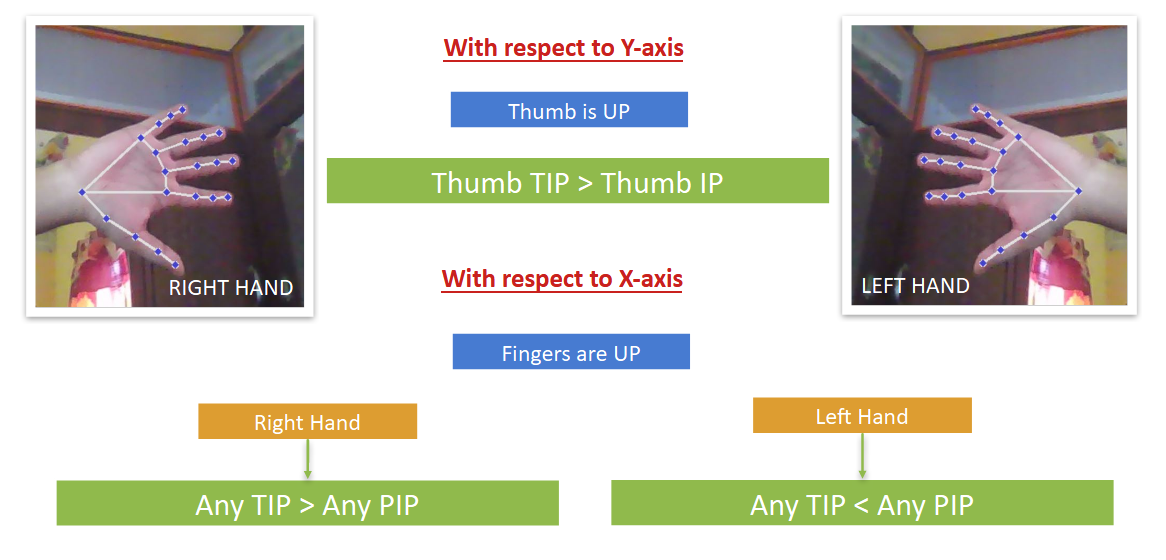 With respect to Y-axis
Thumb is UP
Thumb TIP > Thumb IP
RIGHT HAND
LEFT HAND
With respect to X-axis
Fingers are UP
Right Hand
Left Hand
Any TIP > Any PIP
Any TIP < Any PIP